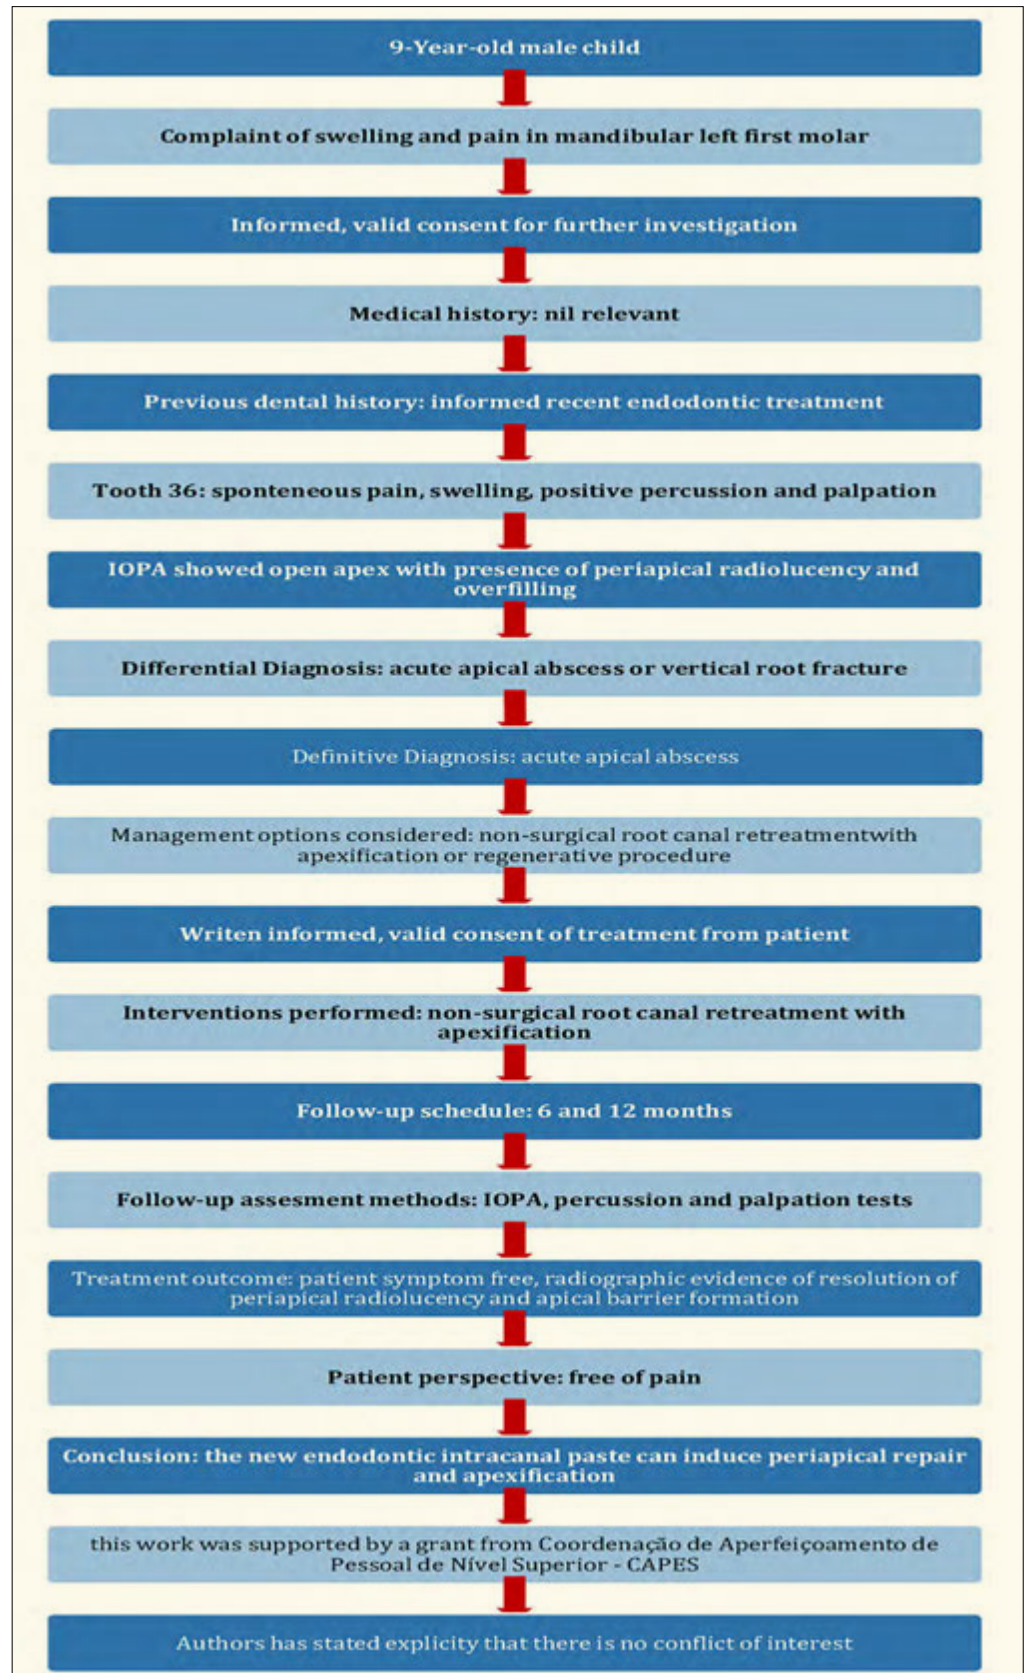 9-Year-old male child
Complaint of swelling and pain in mandibular left first molar
Informed, valid consent for further investigation
Medical history: nil relevant
Previous dental history: informed recent endodontic treatment
Tooth 36: sponteneous pain, swelling, positive percussion and palpation
IOPA showed open apex with presence of periapical radiolucency and
overfilling
Differential Diagnosis: acute apical abscess or vertical root fracture
Definitive Diagnosis: acute apical abscess
Management options considered: non-surgical root canal retreatmentwith
apexification or regenerative procedure
Writen informed, valid consent of treatment from patient
Interventions performed: non-surgical root canal retreatment with
apexification
Follow-up schedule: 6 and 12 months
Follow-up assesment methods: IOPA, percussion and palpation tests
Treatment outcome: patient symptom free, radiographic evidence of resolution of
periapical radiolucency and apical barrier formation
Patient perspective: free of pain
Conclusion: the new endodontic intracanal paste can induce periapical repair
and apexification
this work was supported by a grant from Coordenação de Aperfeiçoamento de
Pessoal de Nível Superior - CAPES
Authors has stated explicity that there is no conflict of interest